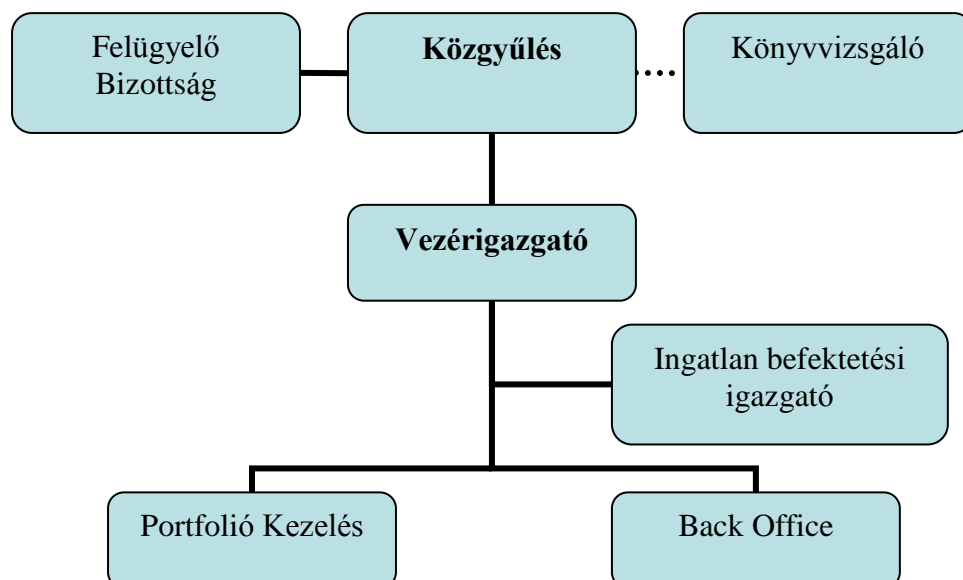 Felügyelő
Bizottság
Közgyűlés
Könyvvizsgáló
Vezérigazgató
Ingatlan befektetési
igazgató
Portfolió Kezelés
Back Office